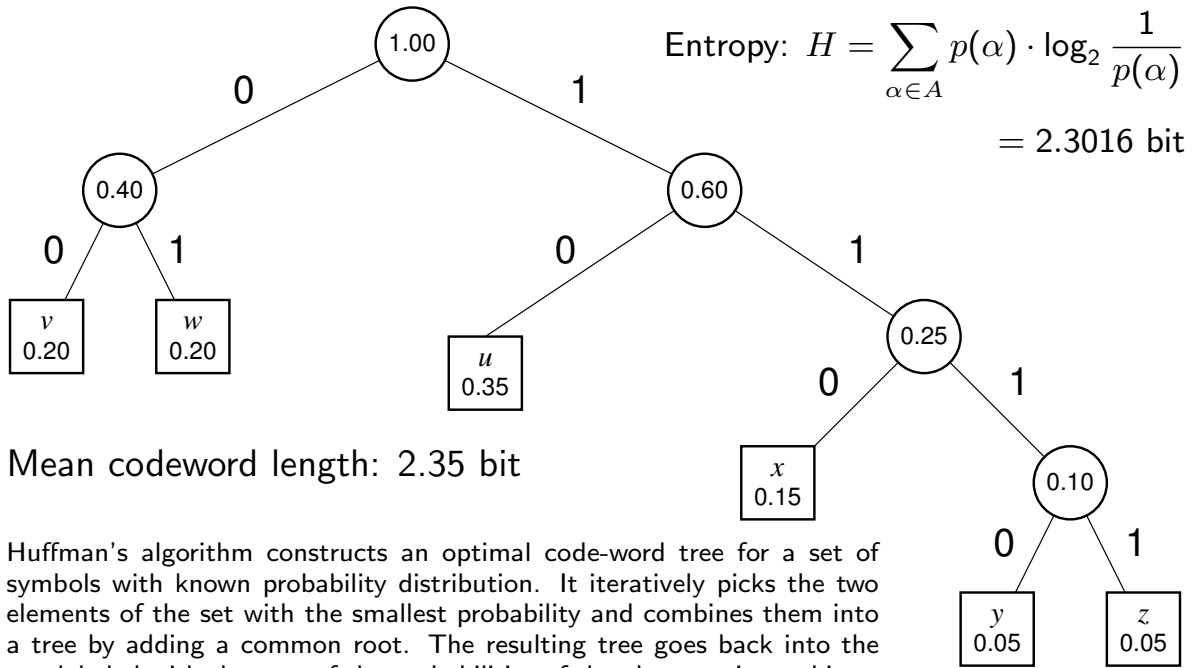 1.00
Entropy: H = ∑ p(α) · log₂ 1/p(α)
α∈A
= 2.3016 bit
0 1
0.40 0.60
0 1 0 1
v
0.20
w
0.20
u
0.35
0.25
0 1
Mean codeword length: 2.35 bit
x
0.15
0.10
0 1
y
0.05
z
0.05
Huffman's algorithm constructs an optimal code-word tree for a set of
symbols with known probability distribution. It iteratively picks the two
elements of the set with the smallest probability and combines them into
a tree by adding a common root. The resulting tree goes back into the